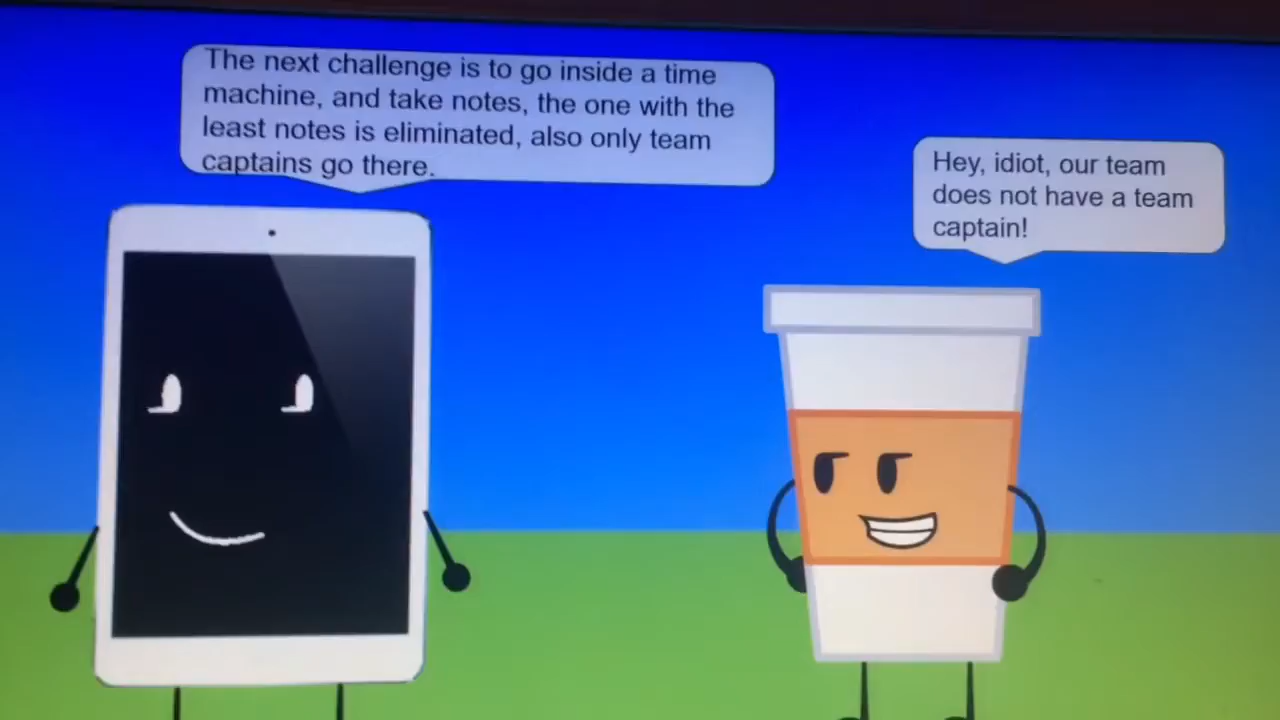 The next challenge is to go inside a time
machine, and take notes, the one with the
least notes is eliminated, also only team
captains go there.
Hey, idiot, our team
does not have a team
captain!